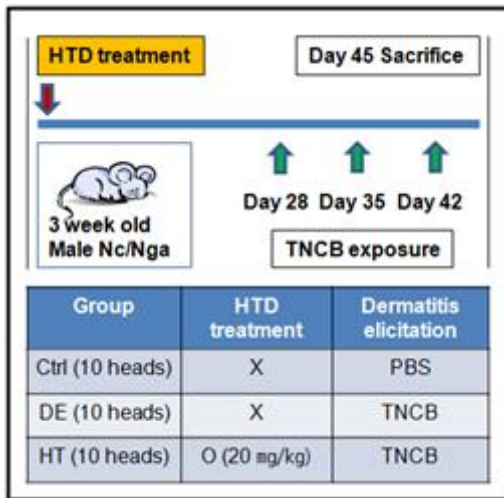 HTD treatment
Day 45 Sacrifice
3 week old
Male Nc/Nga
Day 28 Day 35 Day 42
TNCB exposure
Group HTD treatment Dermatitis elicitation
Ctrl (10 heads) X PBS
DE (10 heads) X TNCB
HT (10 heads) O (20 ㎎/㎏) TNCB